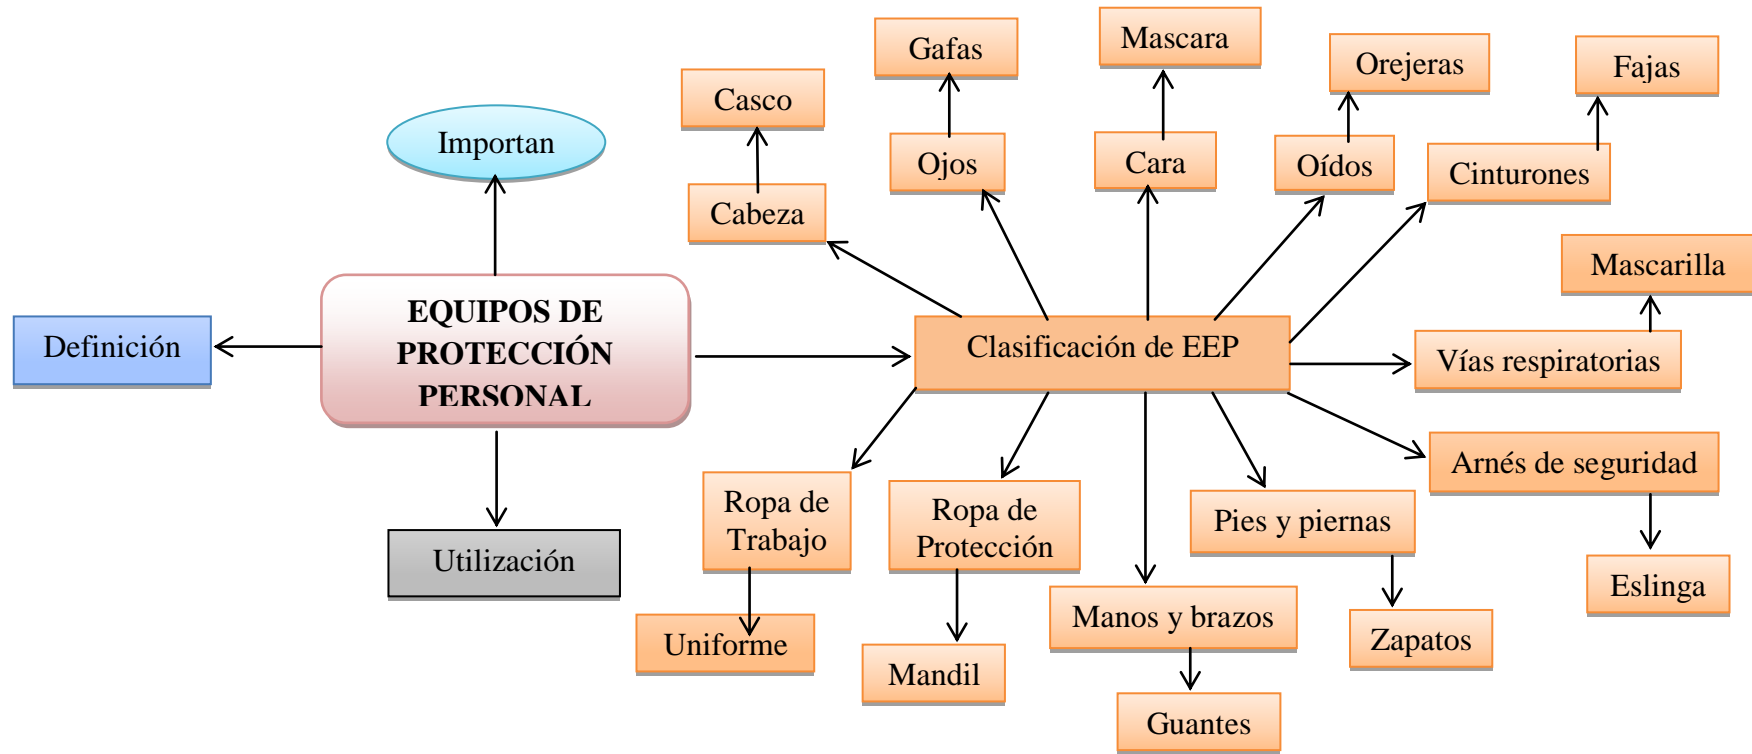 Gafas
Mascara
Orejeras
Fajas
Casco
Importan
Ojos
Cara
Oídos
Cinturones
Cabeza
Mascarilla
EQUIPOS DE
PROTECCIÓN
PERSONAL
Definición
Clasificación de EEP
Vías respiratorias
Arnés de seguridad
Ropa de
Trabajo
Ropa de
Protección
Pies y piernas
Utilización
Eslinga
Manos y brazos
Uniforme
Zapatos
Mandil
Guantes